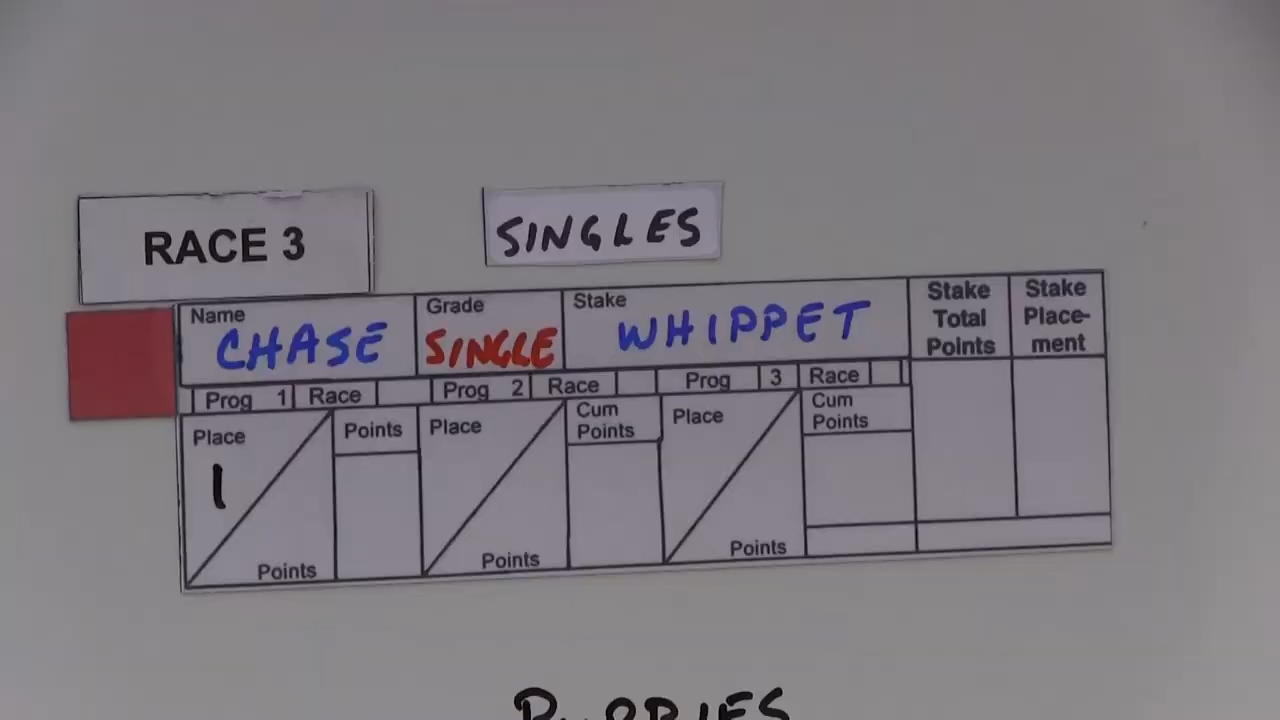 RACE 3
SINGLES
Name Grade Stake Stake Total Points Stake Place-ment
CHASE SINGLE WHIPPET
Prog 1 Race Prog 2 Race Prog 3 Race
Place Points Place Cum Points Place Cum Points
1
Points Points Points
PUPPIES